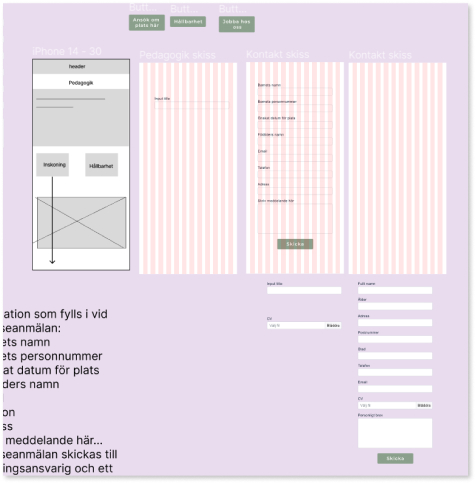 Butt...
Butt...
Butt...
Ansök om
plats här
Hållbarhet
Jobba hos
oss
iPhone 14 - 30
Pedagogik skiss
Kontakt skiss
Kontakt skiss
header
Pedagogik
Inskolning
Hållbarhet
Input title
Barnets namn
Barnets personnummer
Önskat datum för plats
Förälders namn
Email
Telefon
Adress
Skriv meddelande här
Skicka
Input title
CV
Välj fil
Bläddra
Fullt namn
Ålder
Adress
Postnummer
Stad
Telefon
Email
CV
Välj fil
Bläddra
Personligt brev
Skicka
ation som fylls i vid
seanmälan:
ets namn
ets personnummer
at datum för plats
ders namn
on
ss
meddelande här...
seanmälan skickas till
ingsansvarig och ett